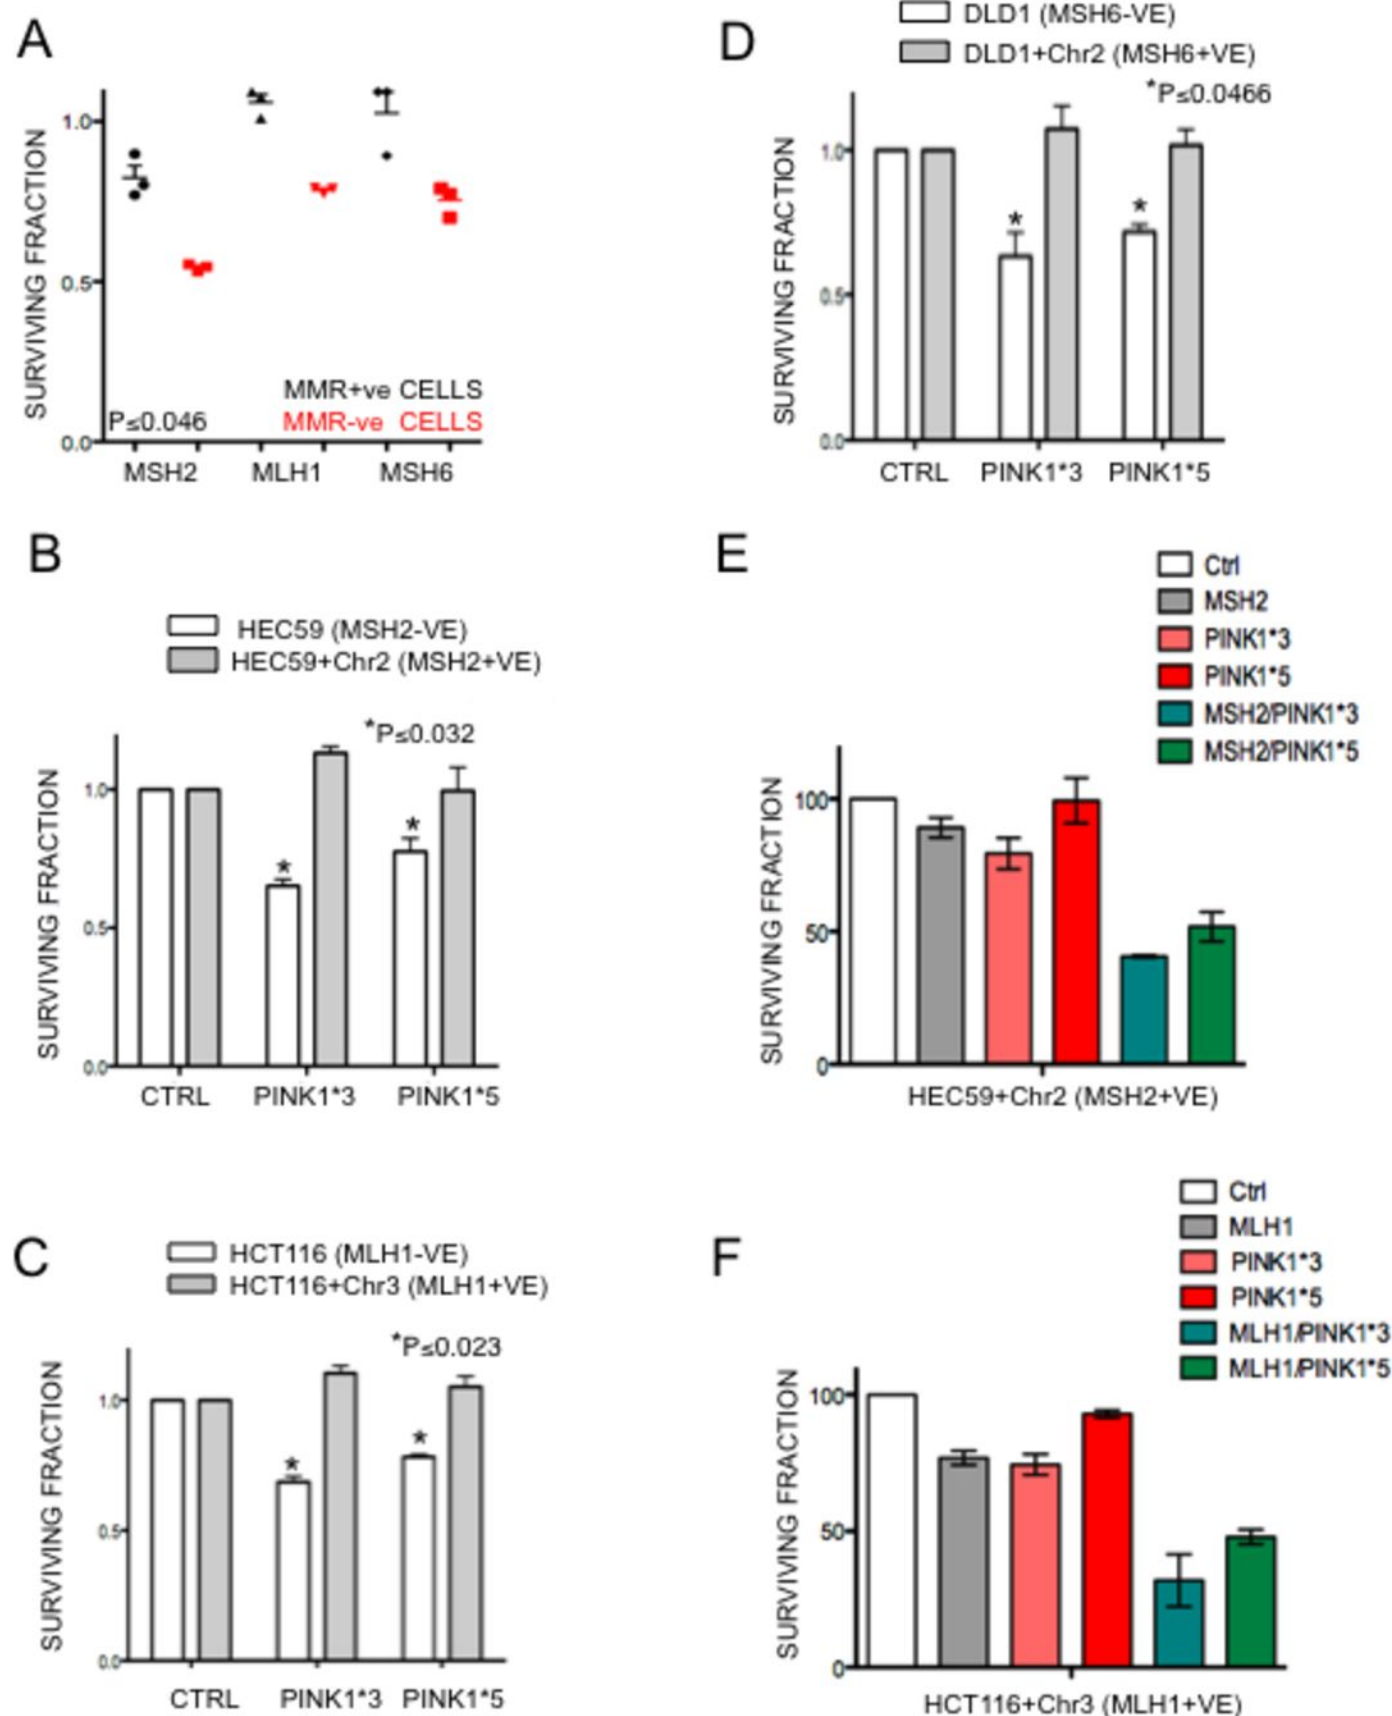 A
SURVIVING FRACTION
1.0
0.5
0.0
MMR+ve CELLS
MMR-ve CELLS
P≤0.046
MSH2
MLH1
MSH6
B
HEC59 (MSH2-VE)
HEC59+Chr2 (MSH2+VE)
*P≤0.032
SURVIVING FRACTION
1.0
0.5
0.0
*
*
CTRL
PINK1*3
PINK1*5
C
HCT116 (MLH1-VE)
HCT116+Chr3 (MLH1+VE)
*P≤0.023
SURVIVING FRACTION
1.0
0.5
0.0
*
*
CTRL
PINK1*3
PINK1*5
D
DLD1 (MSH6-VE)
DLD1+Chr2 (MSH6+VE)
*P≤0.0466
SURVIVING FRACTION
1.0
0.5
0.0
*
*
CTRL
PINK1*3
PINK1*5
E
Ctrl
MSH2
PINK1*3
PINK1*5
MSH2/PINK1*3
MSH2/PINK1*5
SURVIVING FRACTION
100
50
0
HEC59+Chr2 (MSH2+VE)
F
Ctrl
MLH1
PINK1*3
PINK1*5
MLH1/PINK1*3
MLH1/PINK1*5
SURVIVING FRACTION
100
50
0
HCT116+Chr3 (MLH1+VE)